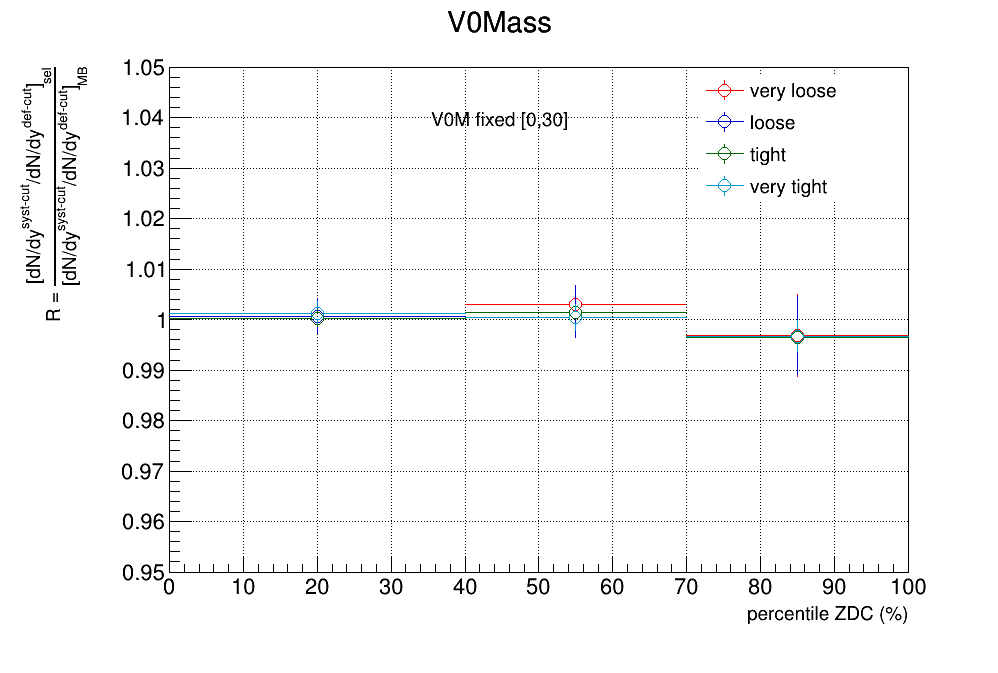 V0Mass
R = [dN/dy^syst-cut/dN/dy^def-cut]_sel
[dN/dy^syst-cut/dN/dy^def-cut]_MB
1.05
1.04
1.03
1.02
1.01
1
0.99
0.98
0.97
0.96
0.95
V0M fixed [0,30]
very loose
loose
tight
very tight
0 10 20 30 40 50 60 70 80 90 100
percentile ZDC (%)